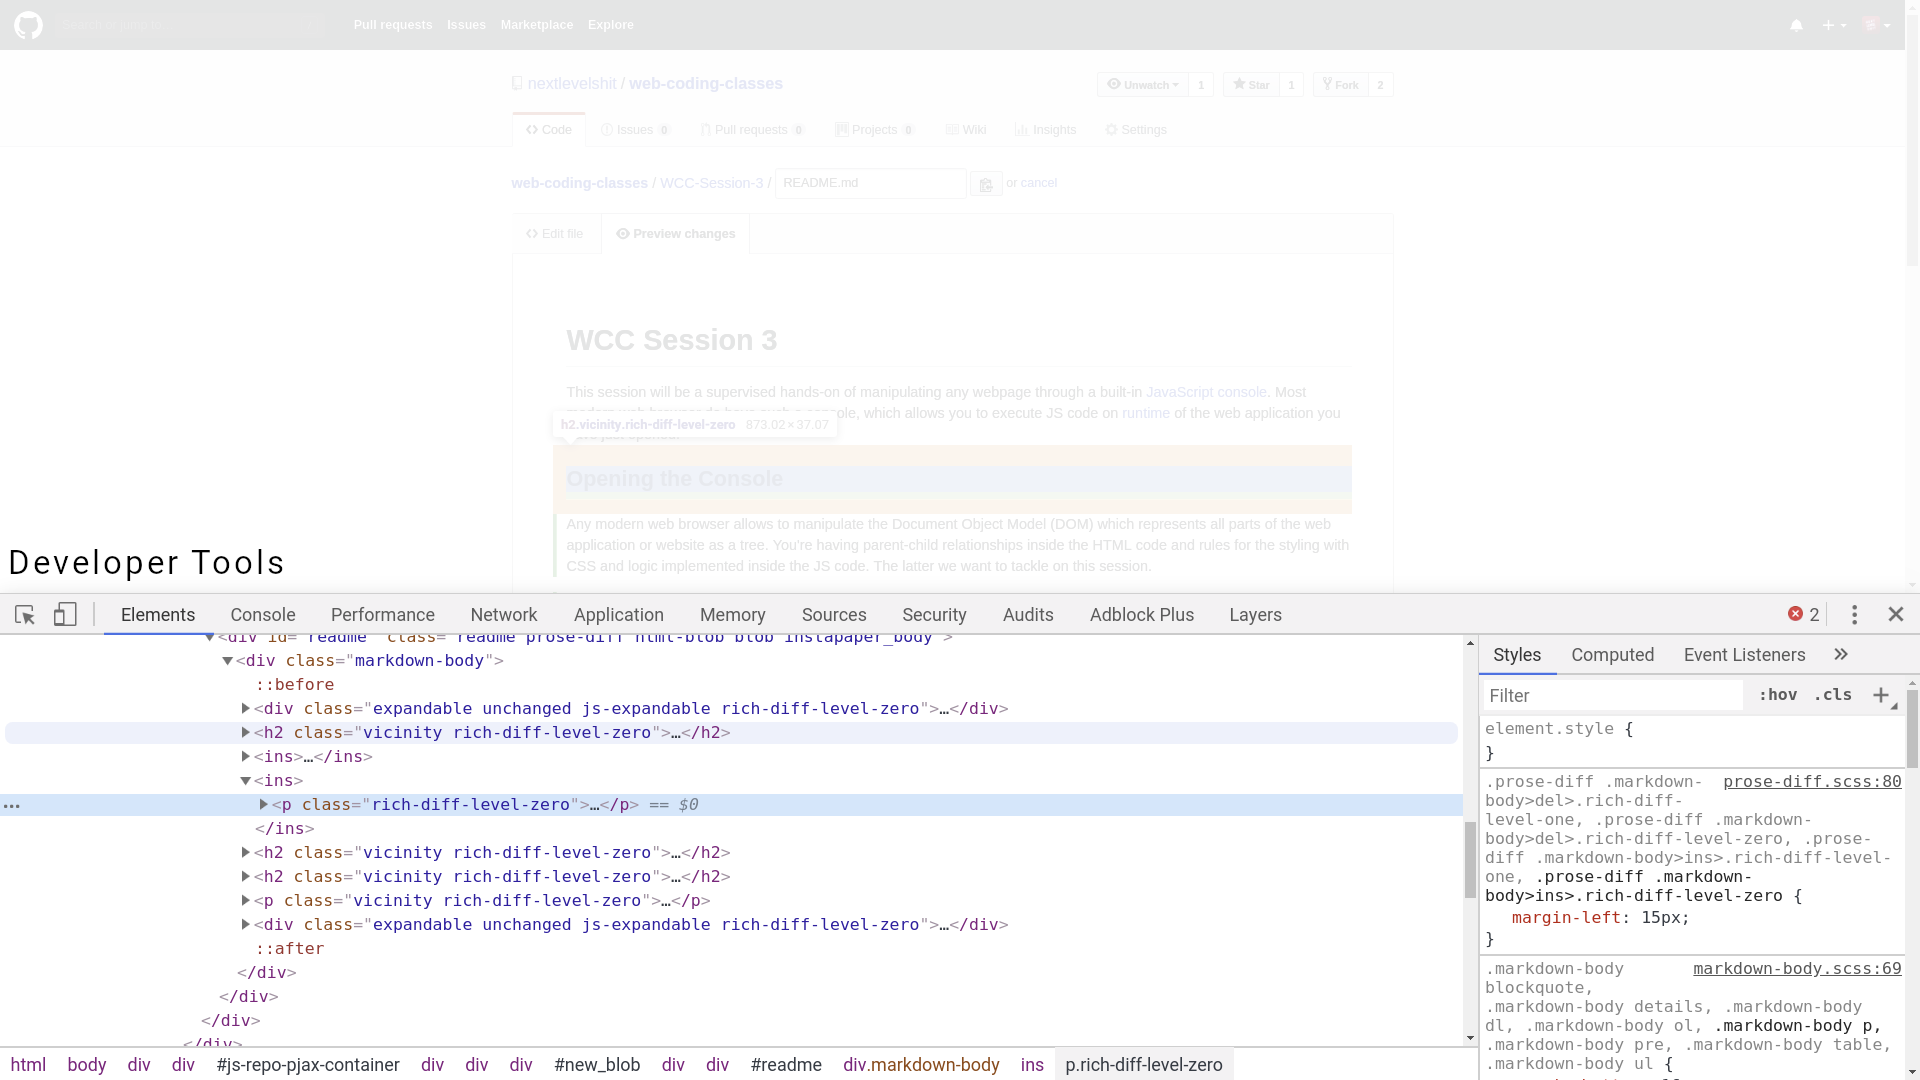 Search or jump to…
Pull requests Issues Marketplace Explore
nextlevelshit / web-coding-classes
Unwatch 1 Star 1 Fork 2
Code Issues 0 Pull requests 0 Projects 0 Wiki Insights Settings
web-coding-classes / WCC-Session-3 / README.md or cancel
Edit file Preview changes
WCC Session 3
This session will be a supervised hands-on of manipulating any webpage through a built-in JavaScript console. Most
console, which allows you to execute JS code on runtime of the web application you
h2.vicinity.rich-diff-level-zero 873.02 × 37.07
Opening the Console
Any modern web browser allows to manipulate the Document Object Model (DOM) which represents all parts of the web
application or website as a tree. You're having parent-child relationships inside the HTML code and rules for the styling with
CSS and logic implemented inside the JS code. The latter we want to tackle on this session.
Developer Tools
Elements Console Performance Network Application Memory Sources Security Audits Adblock Plus Layers 2
<div id="readme" class="readme prose-diff html-blob blob instapaper_body">
<div class="markdown-body">
::before
<div class="expandable unchanged js-expandable rich-diff-level-zero">…</div>
<h2 class="vicinity rich-diff-level-zero">…</h2>
<ins>…</ins>
<ins>
<p class="rich-diff-level-zero">…</p> == $0
</ins>
<h2 class="vicinity rich-diff-level-zero">…</h2>
<h2 class="vicinity rich-diff-level-zero">…</h2>
<p class="vicinity rich-diff-level-zero">…</p>
<div class="expandable unchanged js-expandable rich-diff-level-zero">…</div>
::after
</div>
</div>
</div>
</div>
html body div div #js-repo-pjax-container div div div #new_blob div div #readme div.markdown-body ins p.rich-diff-level-zero
Styles Computed Event Listeners »
Filter :hov .cls +
element.style {
}
.prose-diff .markdown- prose-diff.scss:80
body>del>.rich-diff-
level-one, .prose-diff .markdown-
body>del>.rich-diff-level-zero, .prose-
diff .markdown-body>ins>.rich-diff-level-
one, .prose-diff .markdown-
body>ins>.rich-diff-level-zero {
margin-left: 15px;
}
.markdown-body markdown-body.scss:69
blockquote,
.markdown-body details, .markdown-body
dl, .markdown-body ol, .markdown-body p,
.markdown-body pre, .markdown-body table,
.markdown-body ul {